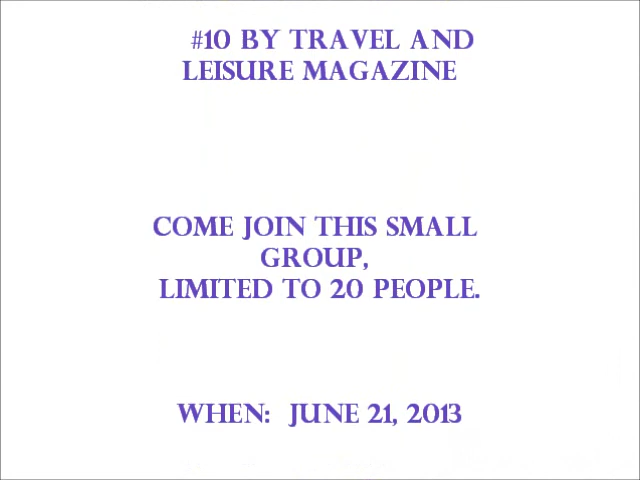 #10 BY TRAVEL AND
LEISURE MAGAZINE
COME JOIN THIS SMALL
GROUP,
LIMITED TO 20 PEOPLE.
WHEN: JUNE 21, 2013